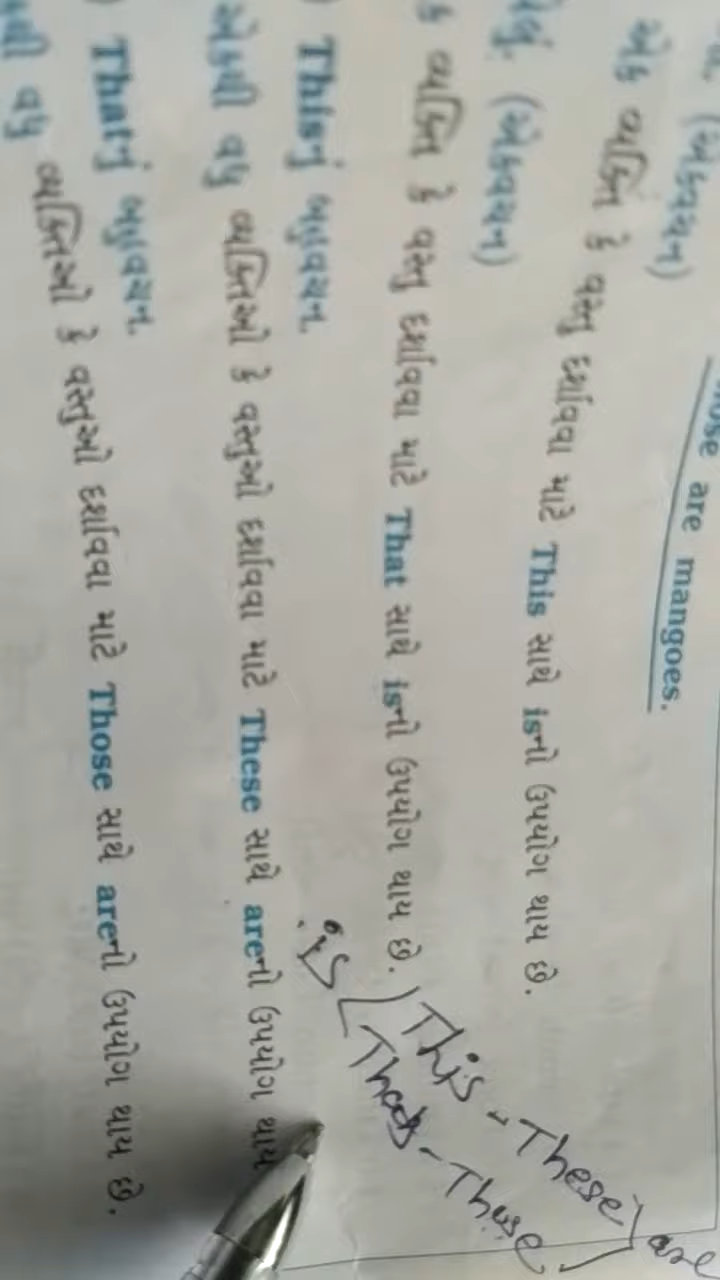 are mangoes.
(એકવચન)
એક વ્યક્તિ કે વસ્તુ દર્શાવવા માટે This સાથે isનો ઉપયોગ થાય છે.
(એકવચન)
વ્યક્તિ કે વસ્તુ દર્શાવવા માટે That સાથે isનો ઉપયોગ થાય છે.
Thisનું બહુવચન.
એકથી વધુ વ્યક્તિઓ કે વસ્તુઓ દર્શાવવા માટે These સાથે areનો ઉપયોગ થાય
Thatનું બહુવચન.
વધુ વ્યક્તિઓ કે વસ્તુઓ દર્શાવવા માટે Those સાથે areનો ઉપયોગ થાય છે.
This - These
is are
- Those